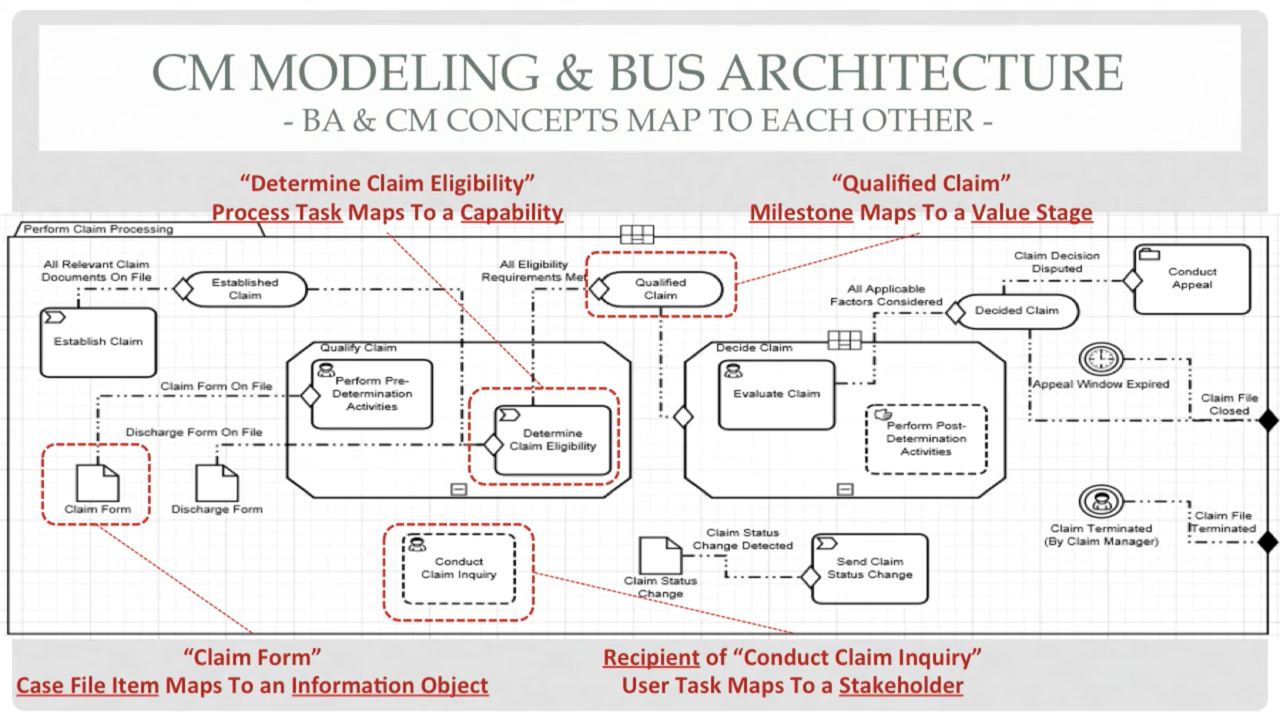 CM MODELING & BUS ARCHITECTURE
- BA & CM CONCEPTS MAP TO EACH OTHER -
“Determine Claim Eligibility”
Process Task Maps To a Capability
“Qualified Claim”
Milestone Maps To a Value Stage
Perform Claim Processing
All Relevant Claim
Documents On File
Established
Claim
All Eligibility
Requirements Met
Qualified
Claim
Claim Decision
Disputed
Conduct
Appeal
All Applicable
Factors Considered
Decided Claim
Establish Claim
Qualify Claim
Perform Pre-
Determination
Activities
Decide Claim
Evaluate Claim
Appeal Window Expired
Claim Form On File
Claim File
Closed
Discharge Form On File
Determine
Claim Eligibility
Perform Post-
Determination
Activities
Claim Form
Discharge Form
Claim Terminated
(By Claim Manager)
Claim File
Terminated
Conduct
Claim Inquiry
Claim Status
Change Detected
Claim Status
Change
Send Claim
Status Change
“Claim Form”
Case File Item Maps To an Information Object
Recipient of “Conduct Claim Inquiry”
User Task Maps To a Stakeholder